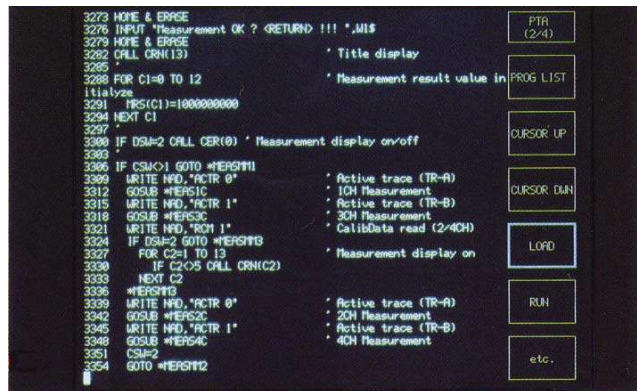 3273 HOME & ERASE
3276 INPUT "Measurement OK ? <RETURN> !!! ",W1$
3279 HOME & ERASE
3282 CALL CRN(13)                    ' Title display
3285 '
3288 FOR C1=0 TO 12                  ' Measurement result value in
itialyze
3291   MRS(C1)=1000000000
3294 NEXT C1
3297 '
3300 IF DSW=2 CALL CER(0) ' Measurement display on/off
3303 '
3306 IF CSW<>1 GOTO *MEASMM1
3309   WRITE NAD,"ACTR 0"            ' Active trace (TR-A)
3312   GOSUB *MEAS1C                 ' 1CH Measurement
3315   WRITE NAD,"ACTR 1"            ' Active trace (TR-B)
3318   GOSUB *MEAS3C                 ' 3CH Measurement
3321   WRITE NAD,"RCM 1"             ' CalibData read (2/4CH)
3324   IF DSW=2 GOTO *MEASMM3
3327     FOR C2=1 TO 13              ' Measurement display on
3330       IF C2<>5 CALL CRN(C2)
3333     NEXT C2
3336   *MEASMM3
3339   WRITE NAD,"ACTR 0"            ' Active trace (TR-A)
3342   GOSUB *MEAS2C                 ' 2CH Measurement
3345   WRITE NAD,"ACTR 1"            ' Active trace (TR-B)
3348   GOSUB *MEAS4C                 ' 4CH Measurement
3351   CSW=2
3354   GOTO *MEASMM2
PTA
(2/4)
PROG LIST
CURSOR UP
CURSOR DWN
LOAD
RUN
etc.